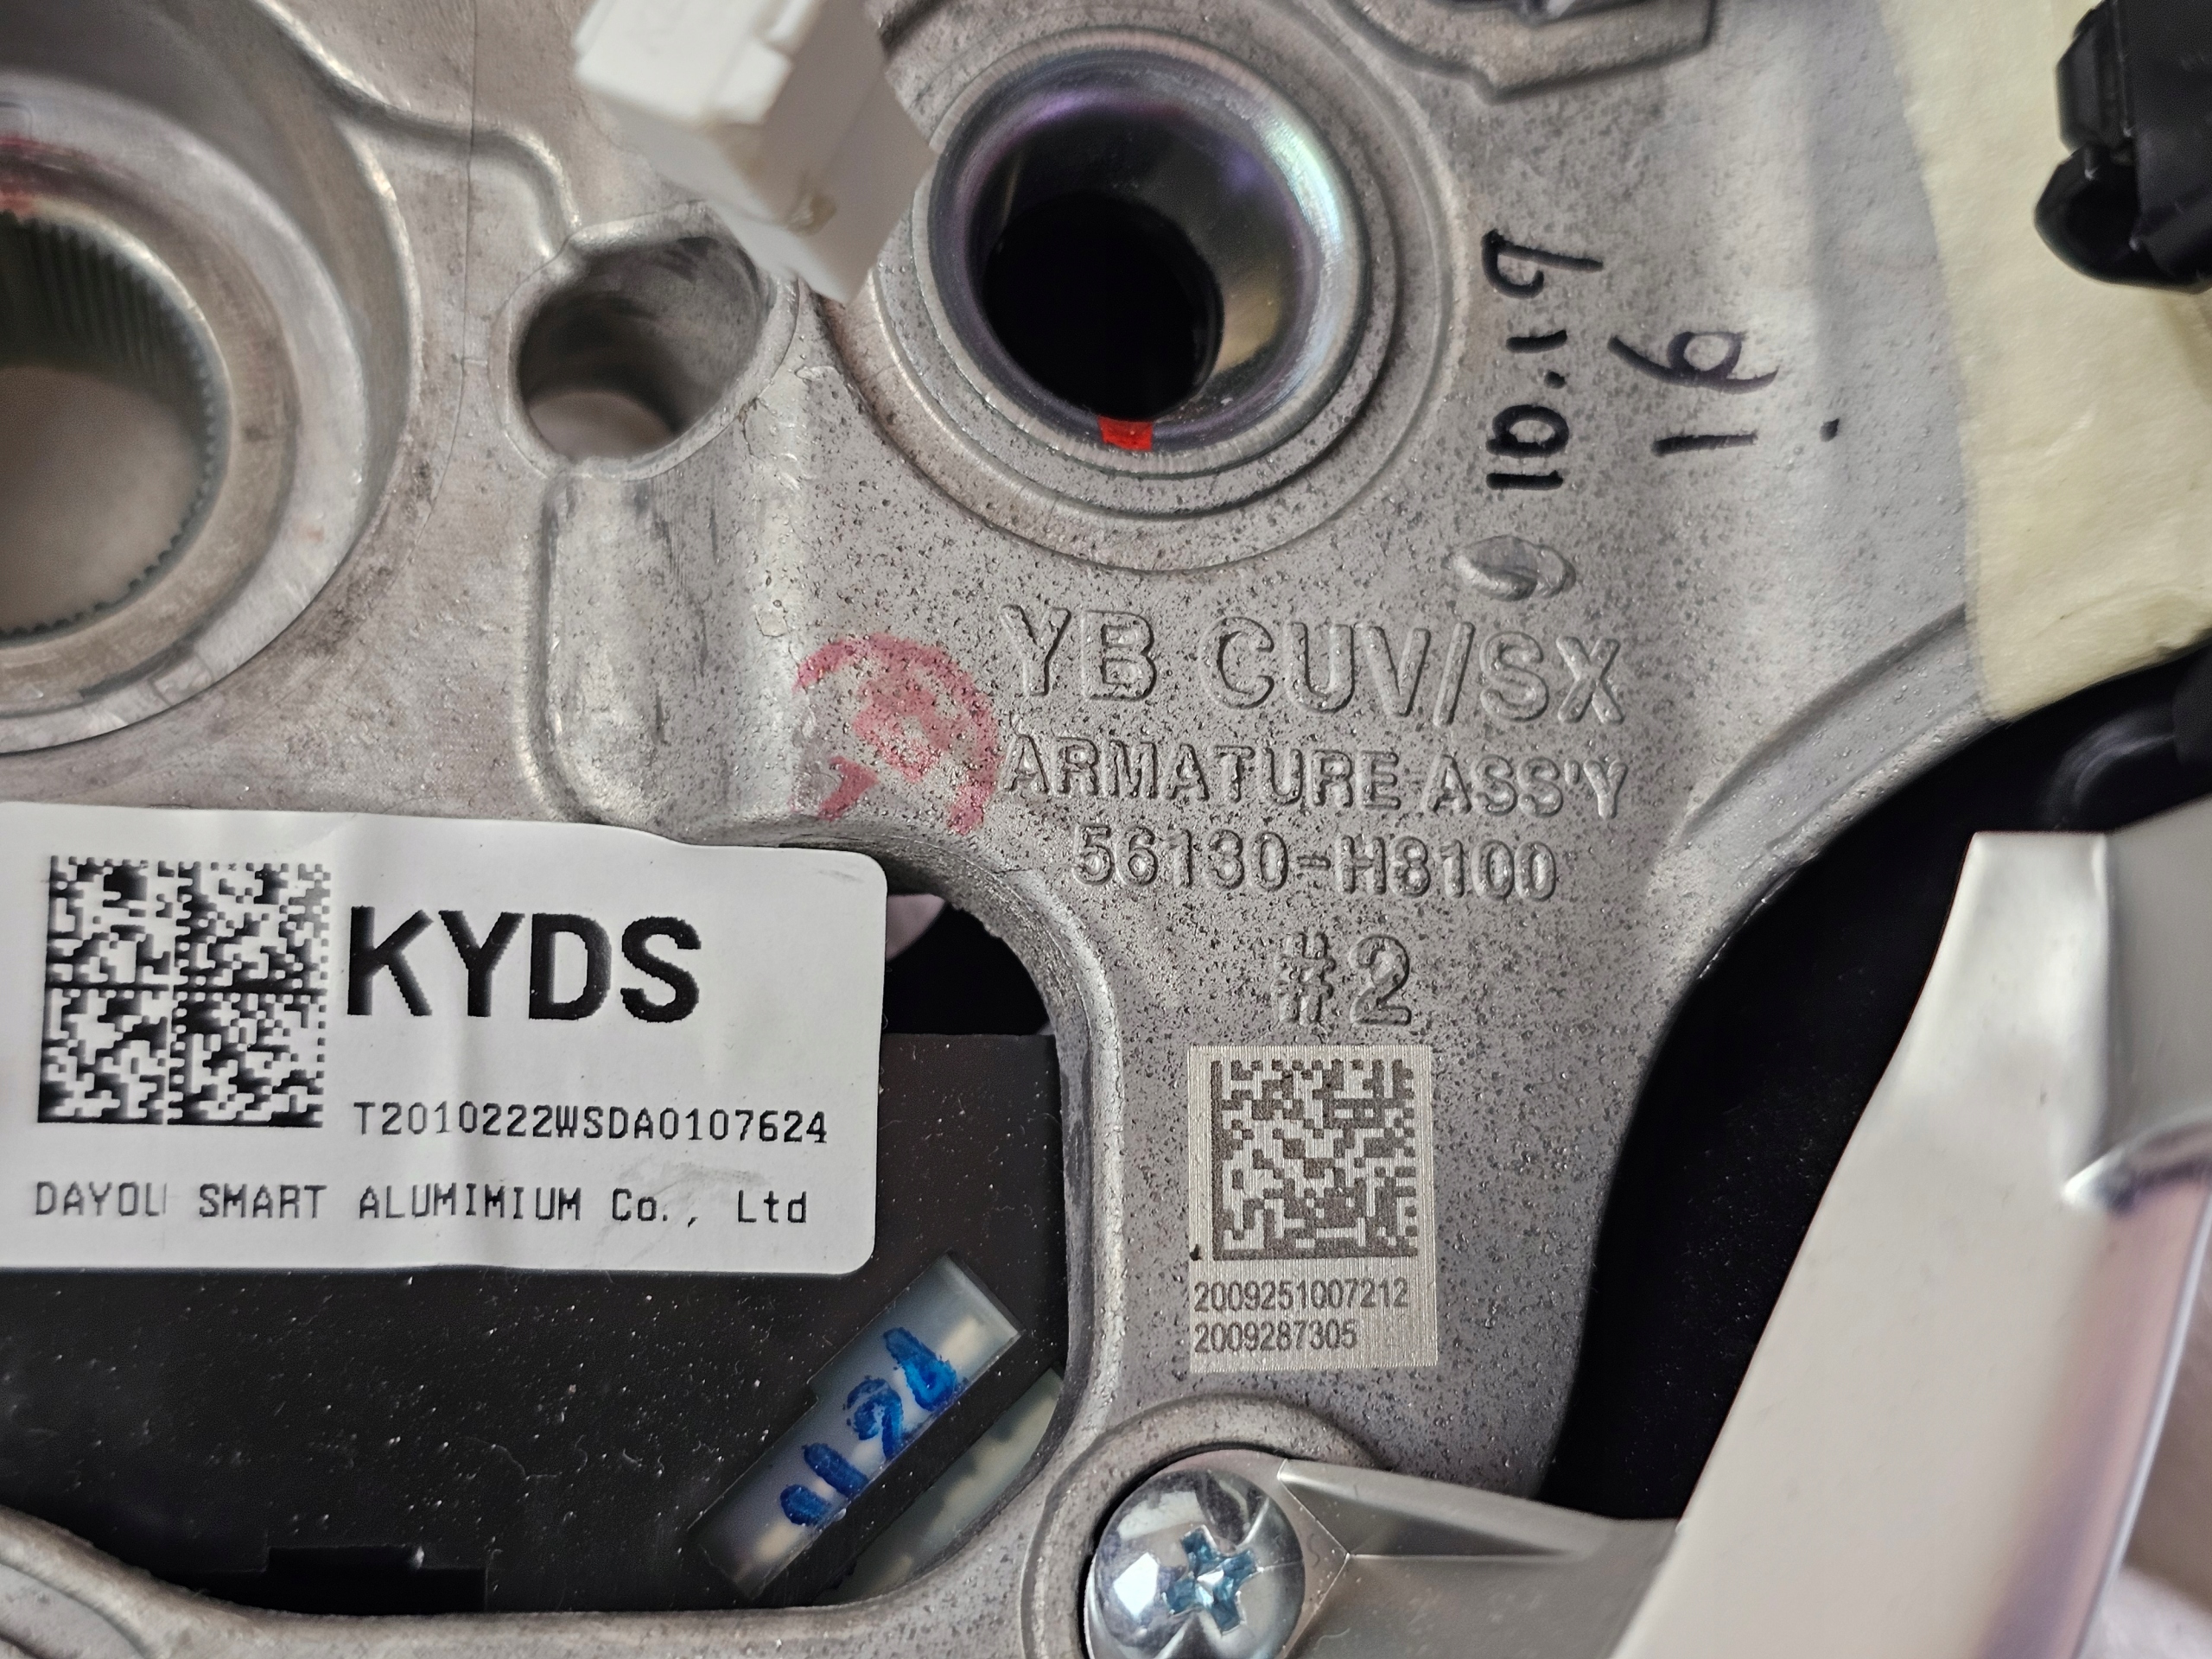 YB CUV/SX
ARMATURE ASS'Y
56130-H8100
#2
2009251007212
2009287305
KYDS
T2010222WSDA0107624
DAYOU SMART ALUMIMIUM Co., Ltd